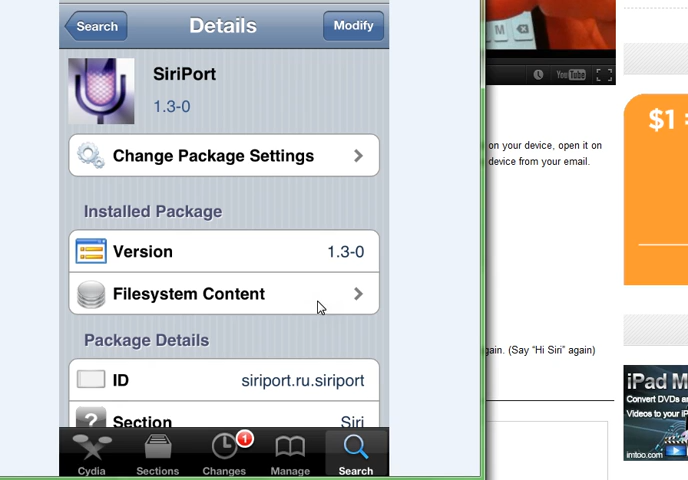 Search
Details
Modify
SiriPort
1.3-0
Change Package Settings
Installed Package
Version
1.3-0
Filesystem Content
Package Details
ID
siriport.ru.siriport
Section
Siri
Cydia
Sections
1
Changes
Manage
Search
M
YouTube
on your device, open it on
device from your email.
$1 =
gain. (Say “Hi Siri” again)
iPad M
Convert DVDs a
Videos to your iP
imtoo.com